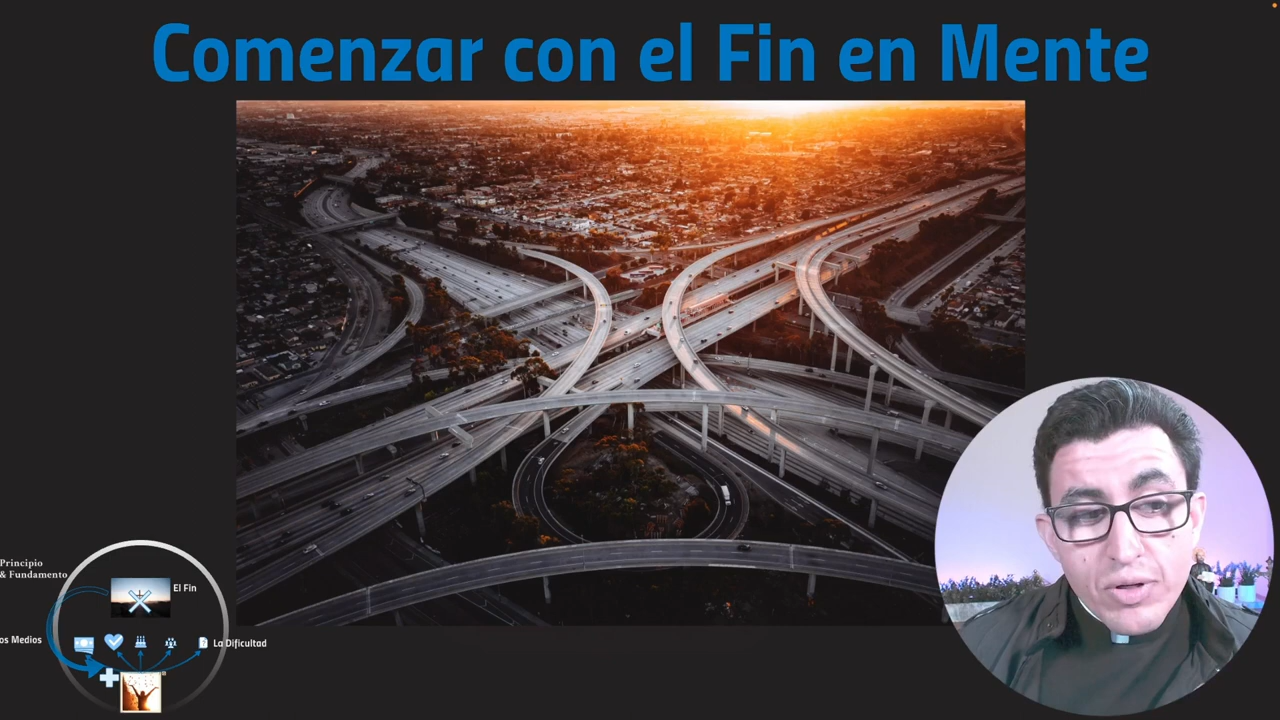 Comenzar con el Fin en Mente
Principio
& Fundamento
El Fin
os Medios
La Dificultad